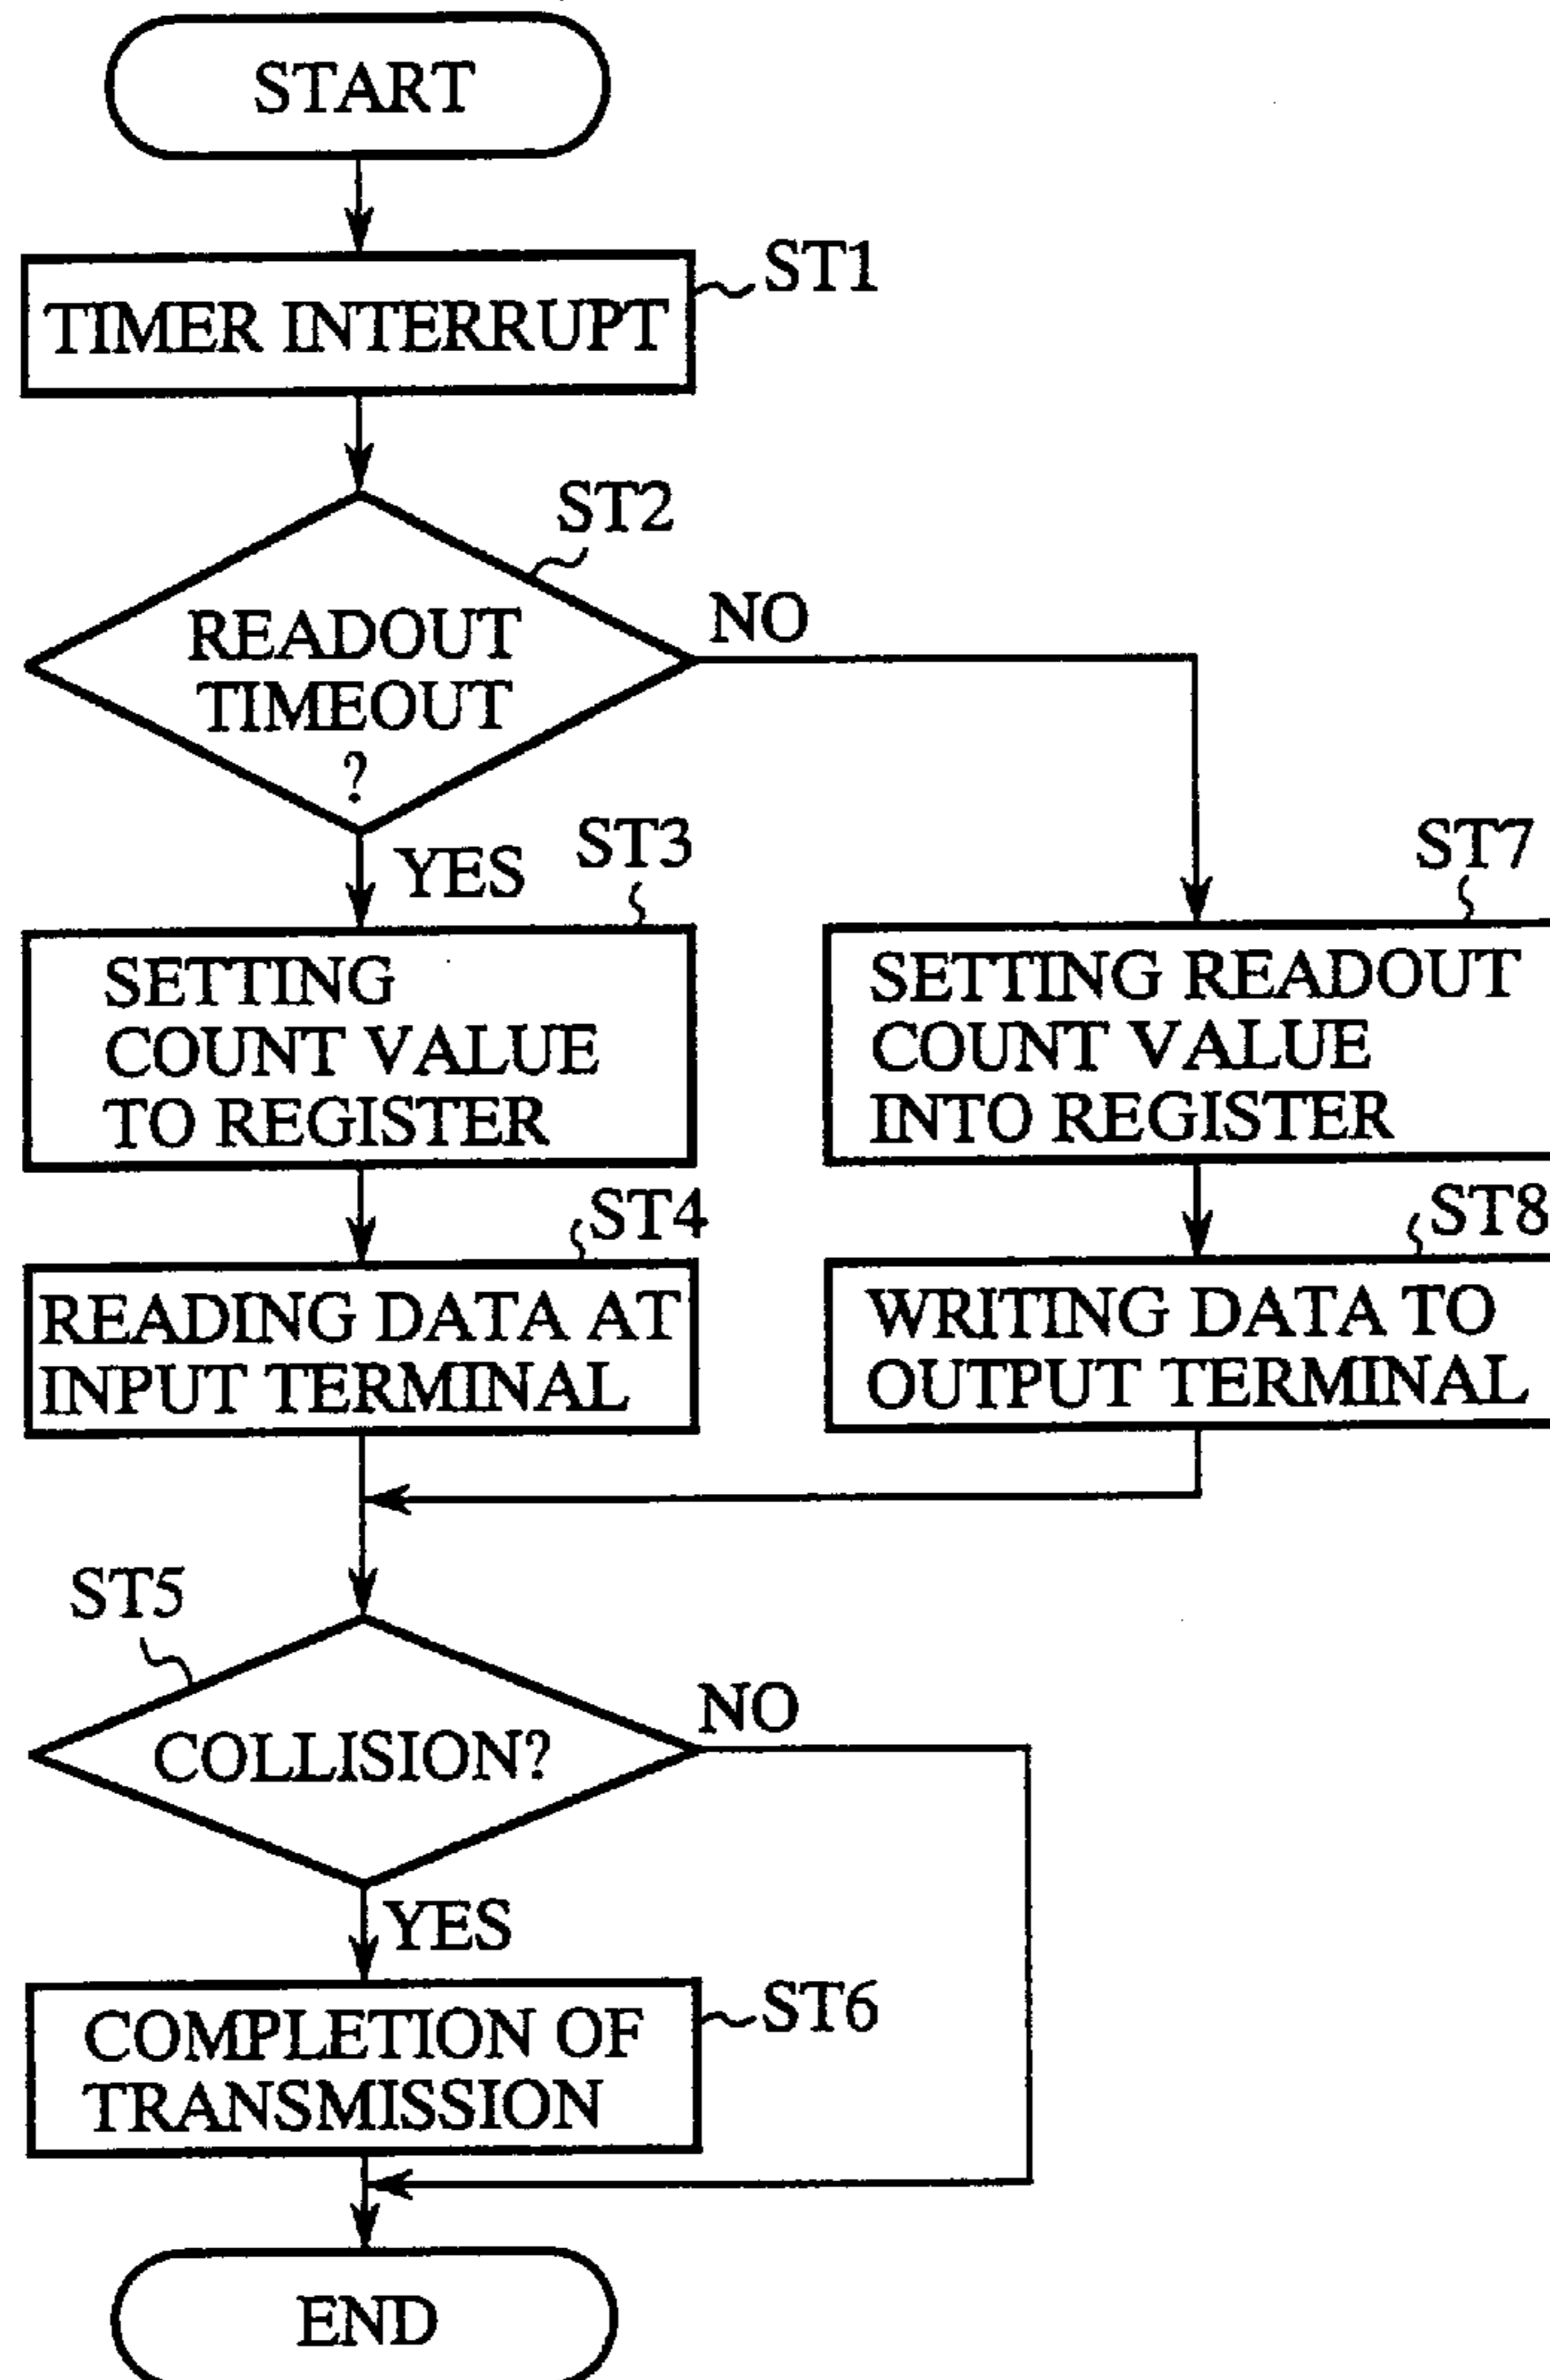 START
TIMER INTERRUPT
ST1
ST2
READOUT
TIMEOUT
?
NO
YES
ST3
SETTING
COUNT VALUE
TO REGISTER
ST7
SETTING READOUT
COUNT VALUE
INTO REGISTER
ST4
READING DATA AT
INPUT TERMINAL
ST8
WRITING DATA TO
OUTPUT TERMINAL
ST5
COLLISION?
NO
YES
COMPLETION OF
TRANSMISSION
ST6
END